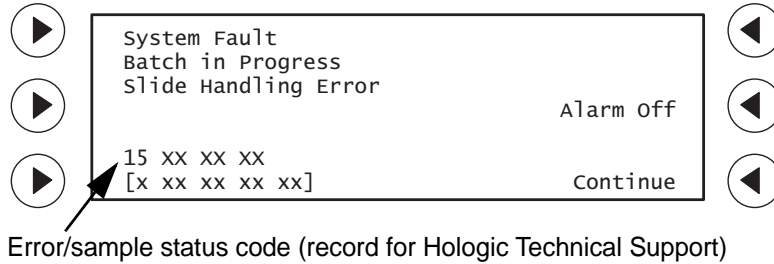 System Fault
Batch in Progress
Slide Handling Error
Alarm Off
15 xx xx xx
[x xx xx xx xx]
Continue
Error/sample status code (record for Hologic Technical Support)